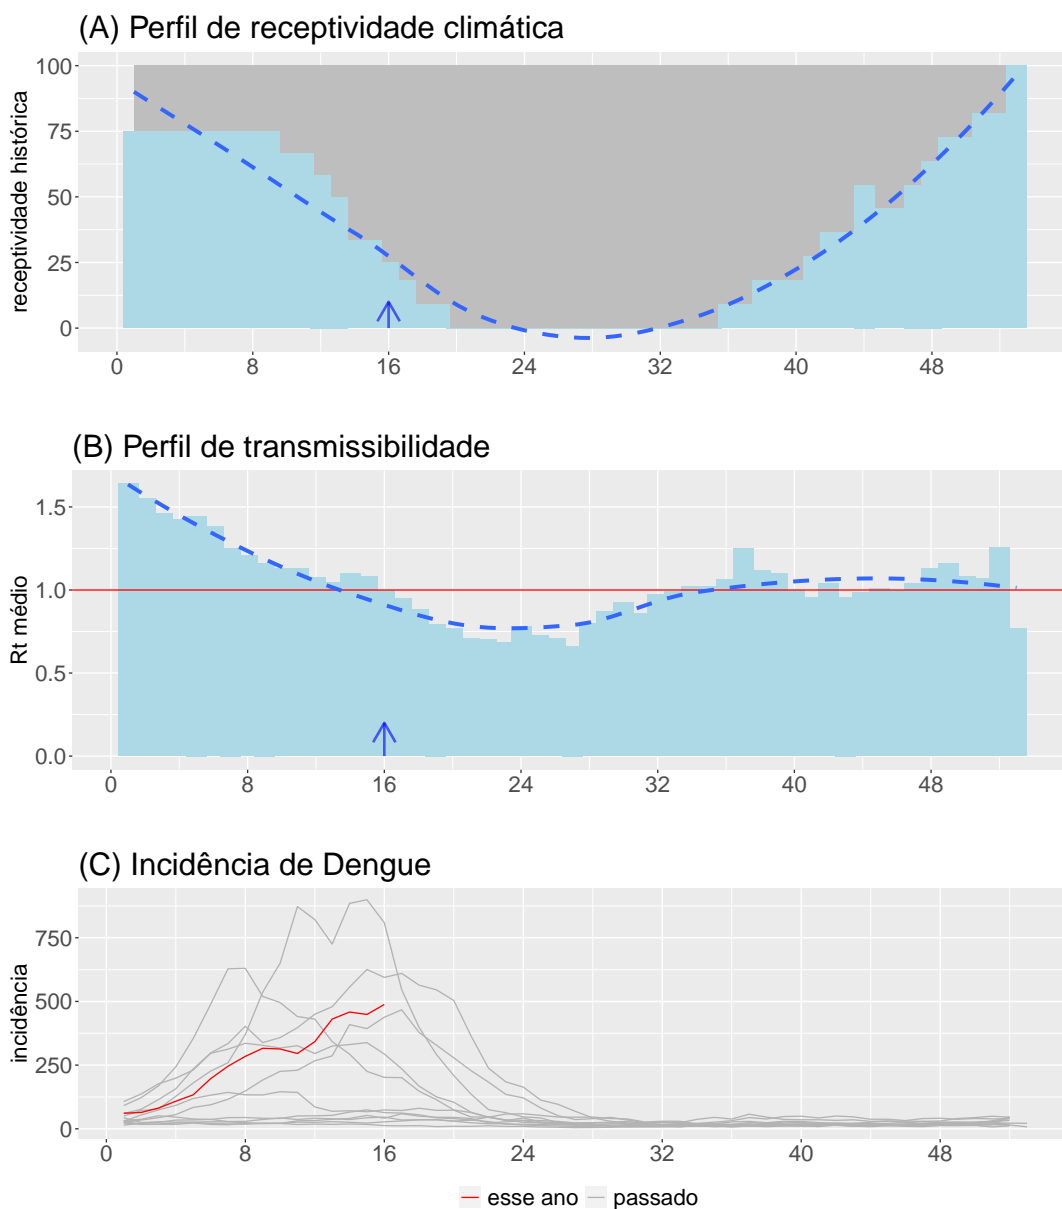 (A) Perfil de receptividade climática
receptividade histórica
100
75
50
25
0
0 8 16 24 32 40 48
(B) Perfil de transmissibilidade
Rt médio
1.5
1.0
0.5
0.0
0 8 16 24 32 40 48
(C) Incidência de Dengue
incidência
750
500
250
0
0 8 16 24 32 40 48
esse ano passado